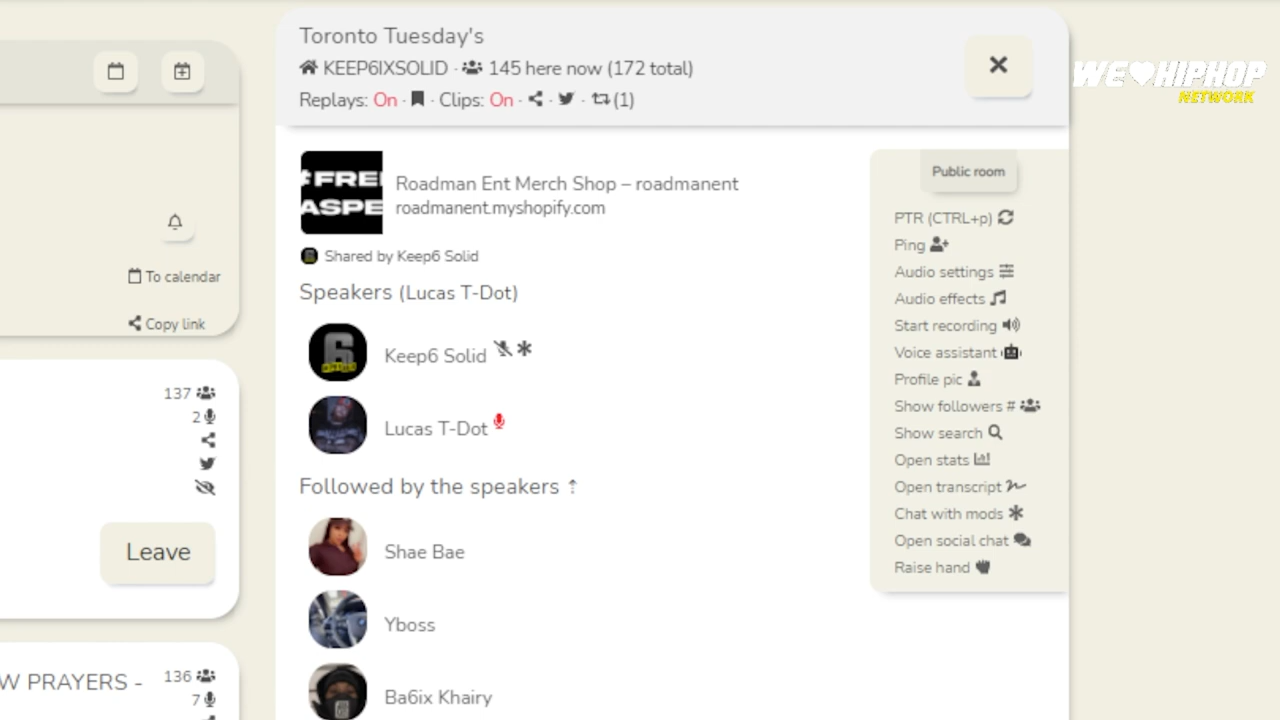 Toronto Tuesday's
KEEP6IXSOLID · 145 here now (172 total)
Replays: On · Clips: On · · · (1)
WE HIPHOP
NETWORK
#FREE
ASPE
Roadman Ent Merch Shop – roadmanent
roadmanent.myshopify.com
Shared by Keep6 Solid
Speakers (Lucas T-Dot)
6
Keep6 Solid
Lucas T-Dot
Followed by the speakers ⇡
Shae Bae
Yboss
Ba6ix Khairy
Public room
PTR (CTRL+p)
Ping
Audio settings
Audio effects
Start recording
Voice assistant
Profile pic
Show followers #
Show search
Open stats
Open transcript
Chat with mods
Open social chat
Raise hand
To calendar
Copy link
137
2
Leave
W PRAYERS -
136
7